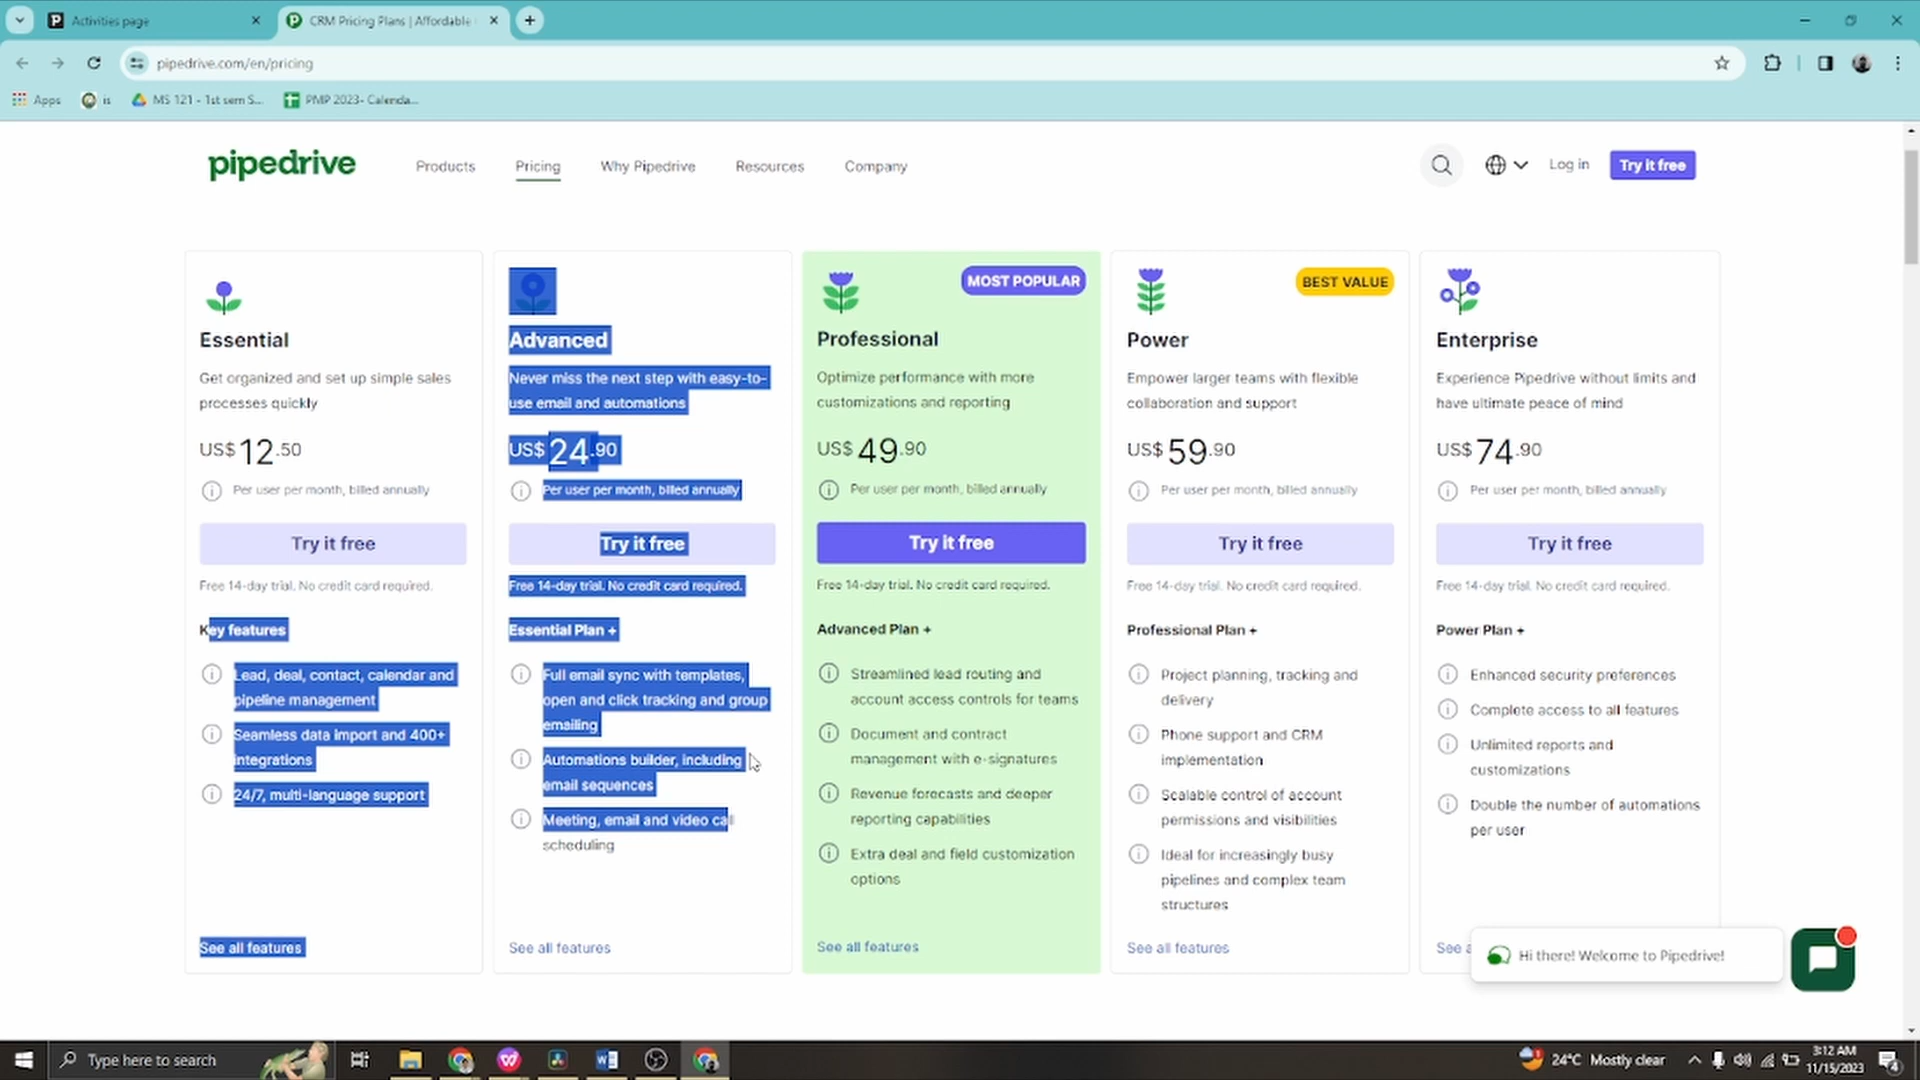 Activities page
CRM Pricing Plans | Affordable
pipedrive.com/en/pricing
Apps
is
MS 121 - 1st sem S...
PMP 2023- Calenda...
pipedrive
Products
Pricing
Why Pipedrive
Resources
Company
Log in
Try it free
Essential
Get organized and set up simple sales
processes quickly
US$ 12.50
Per user per month, billed annually
Try it free
Free 14-day trial. No credit card required.
Key features
Lead, deal, contact, calendar and
pipeline management
Seamless data import and 400+
integrations
24/7, multi-language support
See all features
Advanced
Never miss the next step with easy-to-
use email and automations
US$ 24.90
Per user per month, billed annually
Try it free
Free 14-day trial. No credit card required.
Essential Plan +
Full email sync with templates,
open and click tracking and group
emailing
Automations builder, including
email sequences
Meeting, email and video call
scheduling
See all features
MOST POPULAR
Professional
Optimize performance with more
customizations and reporting
US$ 49.90
Per user per month, billed annually
Try it free
Free 14-day trial. No credit card required.
Advanced Plan +
Streamlined lead routing and
account access controls for teams
Document and contract
management with e-signatures
Revenue forecasts and deeper
reporting capabilities
Extra deal and field customization
options
See all features
BEST VALUE
Power
Empower larger teams with flexible
collaboration and support
US$ 59.90
Per user per month, billed annually
Try it free
Free 14-day trial. No credit card required.
Professional Plan +
Project planning, tracking and
delivery
Phone support and CRM
implementation
Scalable control of account
permissions and visibilities
Ideal for increasingly busy
pipelines and complex team
structures
See all features
Enterprise
Experience Pipedrive without limits and
have ultimate peace of mind
US$ 74.90
Per user per month, billed annually
Try it free
Free 14-day trial. No credit card required.
Power Plan +
Enhanced security preferences
Complete access to all features
Unlimited reports and
customizations
Double the number of automations
per user
See a
Hi there! Welcome to Pipedrive!
Type here to search
24°C Mostly clear
3:12 AM
11/15/2023
4